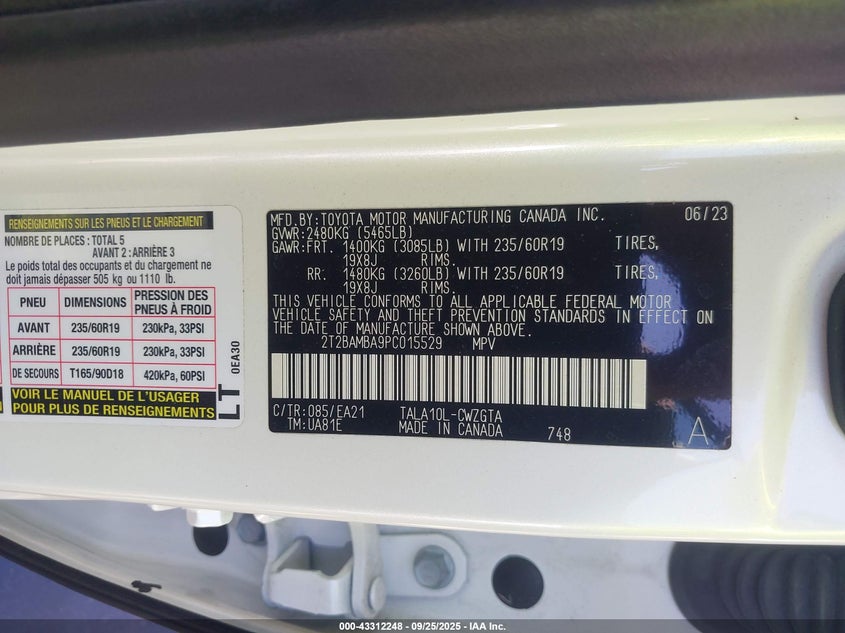 RENSEIGNEMENTS SUR LES PNEUS ET LE CHARGEMENT
NOMBRE DE PLACES : TOTAL 5
AVANT 2 : ARRIÈRE 3
Le poids total des occupants et du chargement ne
doit jamais dépasser 505 kg ou 1110 lb.
PNEU DIMENSIONS PRESSION DES PNEUS À FROID
AVANT 235/60R19 230kPa, 33PSI
ARRIÈRE 235/60R19 230kPa, 33PSI
DE SECOURS T165/90D18 420kPa, 60PSI
VOIR LE MANUEL DE L'USAGER
POUR PLUS DE RENSEIGNEMENTS
LT 0EA30
MFD.BY:TOYOTA MOTOR MANUFACTURING CANADA INC. 06/23
GVWR:2480KG (5465LB)
GAWR:FRT. 1400KG (3085LB) WITH 235/60R19 TIRES,
19X8J RIMS.
RR. 1480KG (3260LB) WITH 235/60R19 TIRES,
19X8J RIMS.
THIS VEHICLE CONFORMS TO ALL APPLICABLE FEDERAL MOTOR
VEHICLE SAFETY AND THEFT PREVENTION STANDARDS IN EFFECT ON
THE DATE OF MANUFACTURE SHOWN ABOVE.
2T2BAMBA9PC015529 MPV
C/TR:085/EA21 TALA10L-CWZGTA
TM:UA81E MADE IN CANADA 748 A
000-43312248 - 09/25/2025 - IAA Inc.